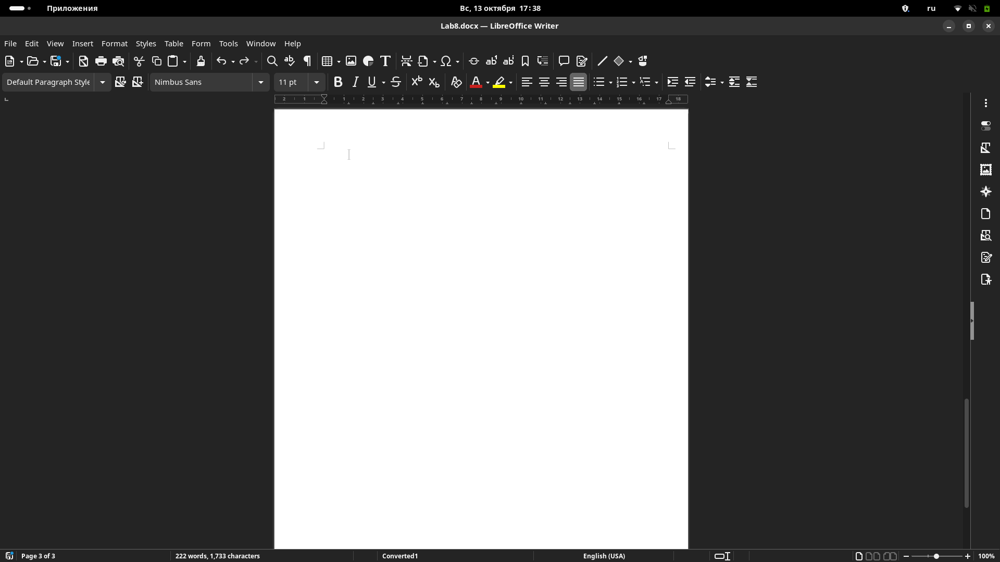 Приложения Вс, 13 октября 17:38 ru
Lab8.docx — LibreOffice Writer
File Edit View Insert Format Styles Table Form Tools Window Help
Default Paragraph Style Nimbus Sans 11 pt
2 1 1 2 3 4 5 6 7 8 9 10 11 12 13 14 15 16 17 18
Page 3 of 3 222 words, 1,733 characters Converted1 English (USA) 100%